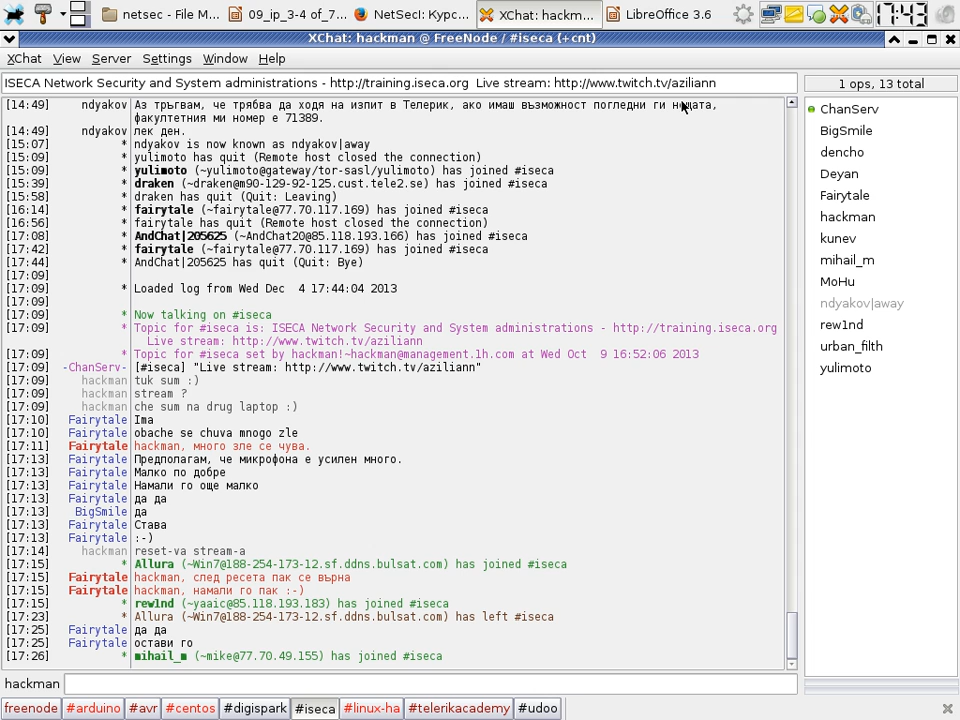 netsec - File M...
09_ip_3-4 of_7...
NetSecI: Курс...
XChat: hackm...
LibreOffice 3.6
17:43
XChat: hackman @ FreeNode / #iseca (+cnt)
XChat View Server Settings Window Help
ISECA Network Security and System administrations - http://training.iseca.org Live stream: http://www.twitch.tv/aziliann
1 ops, 13 total
[14:49] ndyakov Аз тръгвам, че трябва да ходя на изпит в Телерик, ако имаш възможност погледни ги нещата,
факултетния ми номер е 71389.
[14:49] ndyakov лек ден.
[15:07] * ndyakov is now known as ndyakov|away
[15:09] * yulimoto has quit (Remote host closed the connection)
[15:09] * yulimoto (~yulimoto@gateway/tor-sasl/yulimoto) has joined #iseca
[15:39] * draken (~draken@m90-129-92-125.cust.tele2.se) has joined #iseca
[15:58] * draken has quit (Quit: Leaving)
[16:14] * fairytale (~fairytale@77.70.117.169) has joined #iseca
[16:56] * fairytale has quit (Remote host closed the connection)
[17:08] * AndChat|205625 (~AndChat20@85.118.193.166) has joined #iseca
[17:42] * fairytale (~fairytale@77.70.117.169) has joined #iseca
[17:44] * AndChat|205625 has quit (Quit: Bye)
[17:09]
[17:09] * Loaded log from Wed Dec 4 17:44:04 2013
[17:09]
[17:09] * Now talking on #iseca
[17:09] * Topic for #iseca is: ISECA Network Security and System administrations - http://training.iseca.org
Live stream: http://www.twitch.tv/aziliann
[17:09] * Topic for #iseca set by hackman!~hackman@management.1h.com at Wed Oct 9 16:52:06 2013
[17:09] -ChanServ- [#iseca] "Live stream: http://www.twitch.tv/aziliann"
[17:09] hackman tuk sum :)
[17:09] hackman stream ?
[17:09] hackman che sum na drug laptop :)
[17:10] Fairytale Ima
[17:10] Fairytale obache se chuva mnogo zle
[17:11] Fairytale hackman, много зле се чува.
[17:13] Fairytale Предполагам, че микрофона е усилен много.
[17:13] Fairytale Малко по добре
[17:13] Fairytale Намали го още малко
[17:13] Fairytale да да
[17:13] BigSmile да
[17:13] Fairytale Става
[17:13] Fairytale :-)
[17:14] hackman reset-va stream-a
[17:15] * Allura (~Win7@188-254-173-12.sf.ddns.bulsat.com) has joined #iseca
[17:15] Fairytale hackman, след ресета пак се върна
[17:15] Fairytale hackman, намали го пак :-)
[17:15] * rew1nd (~yaaic@85.118.193.183) has joined #iseca
[17:23] * Allura (~Win7@188-254-173-12.sf.ddns.bulsat.com) has left #iseca
[17:25] Fairytale да да
[17:25] Fairytale остави го
[17:26] * mihail_m (~mike@77.70.49.155) has joined #iseca
ChanServ
BigSmile
dencho
Deyan
Fairytale
hackman
kunev
mihail_m
MoHu
ndyakov|away
rew1nd
urban_filth
yulimoto
hackman
freenode #arduino #avr #centos #digispark #iseca #linux-ha #telerikacademy #udoo